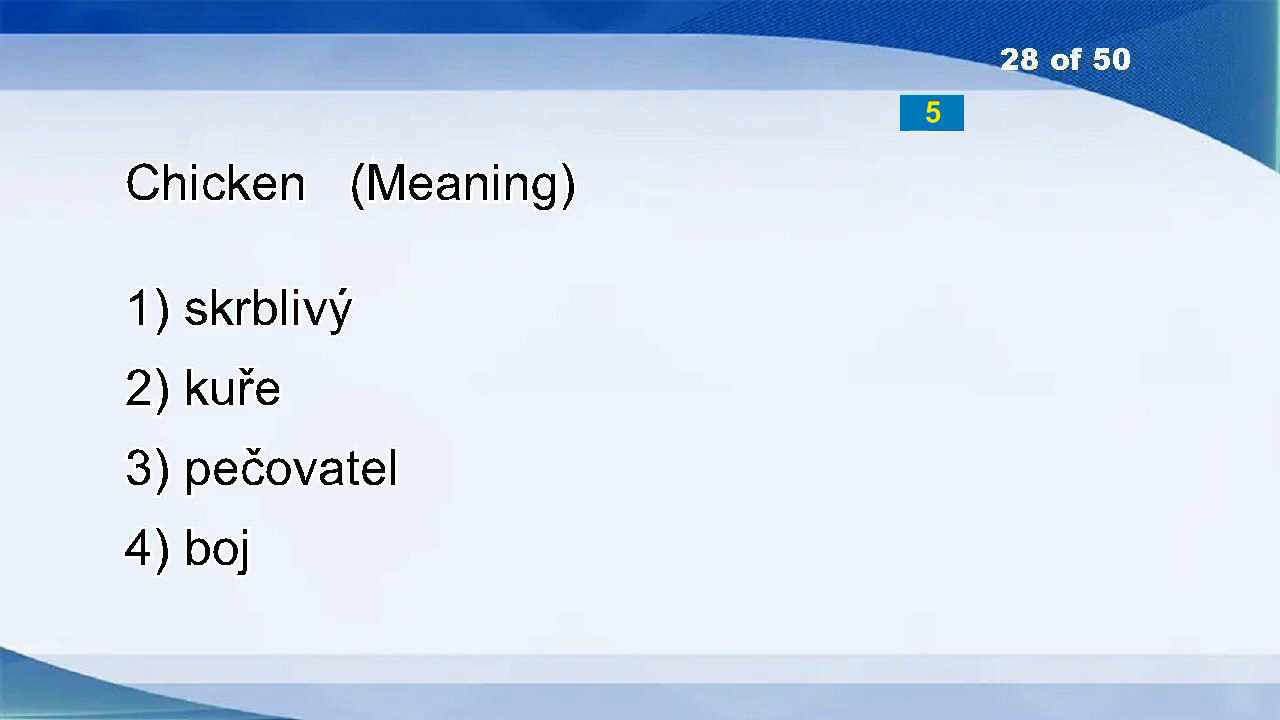 28 of 50
5
Chicken (Meaning)
1) skrblivý
2) kuře
3) pečovatel
4) boj